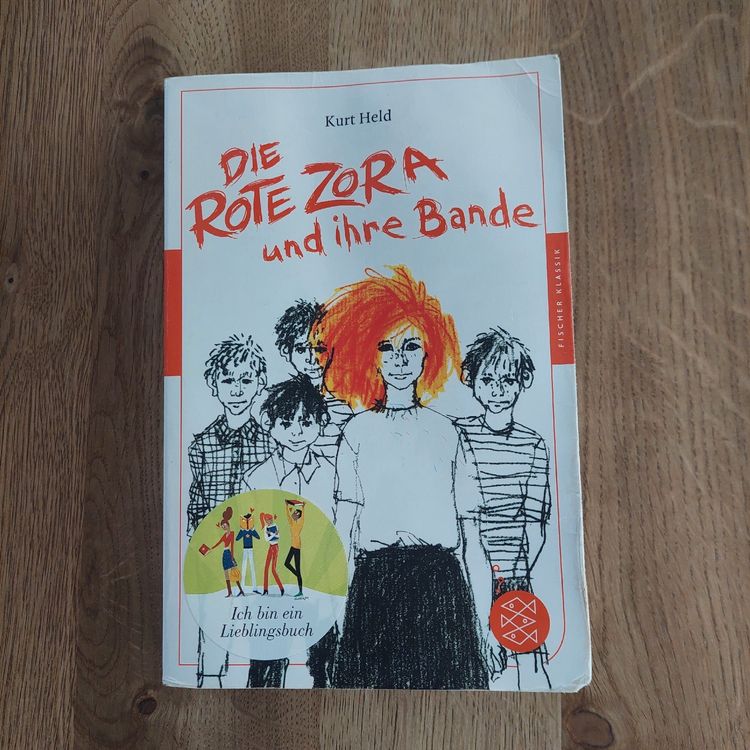 Kurt Held
DIE
ROTE ZORA
und ihre Bande
FISCHER KLASSIK
Ich bin ein
Lieblingsbuch